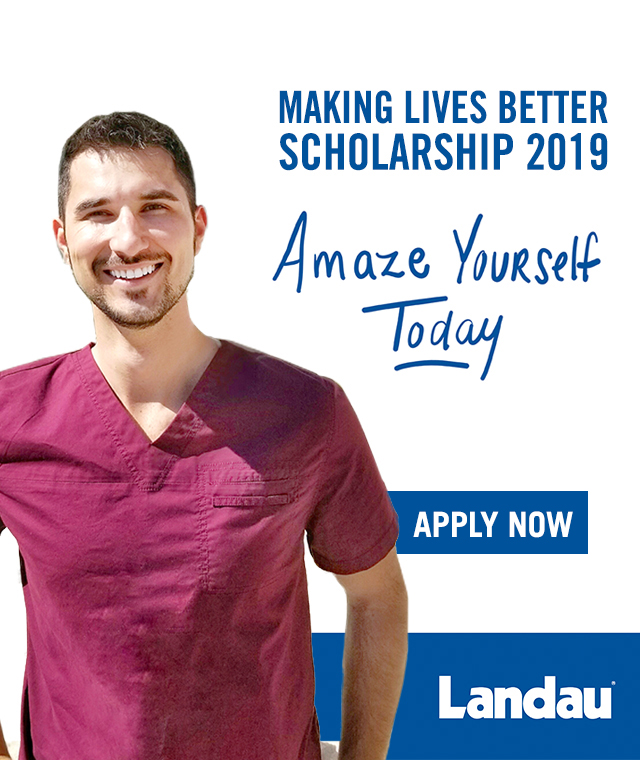 MAKING LIVES BETTER
SCHOLARSHIP 2019
Amaze Yourself
Today
APPLY NOW
Landau®